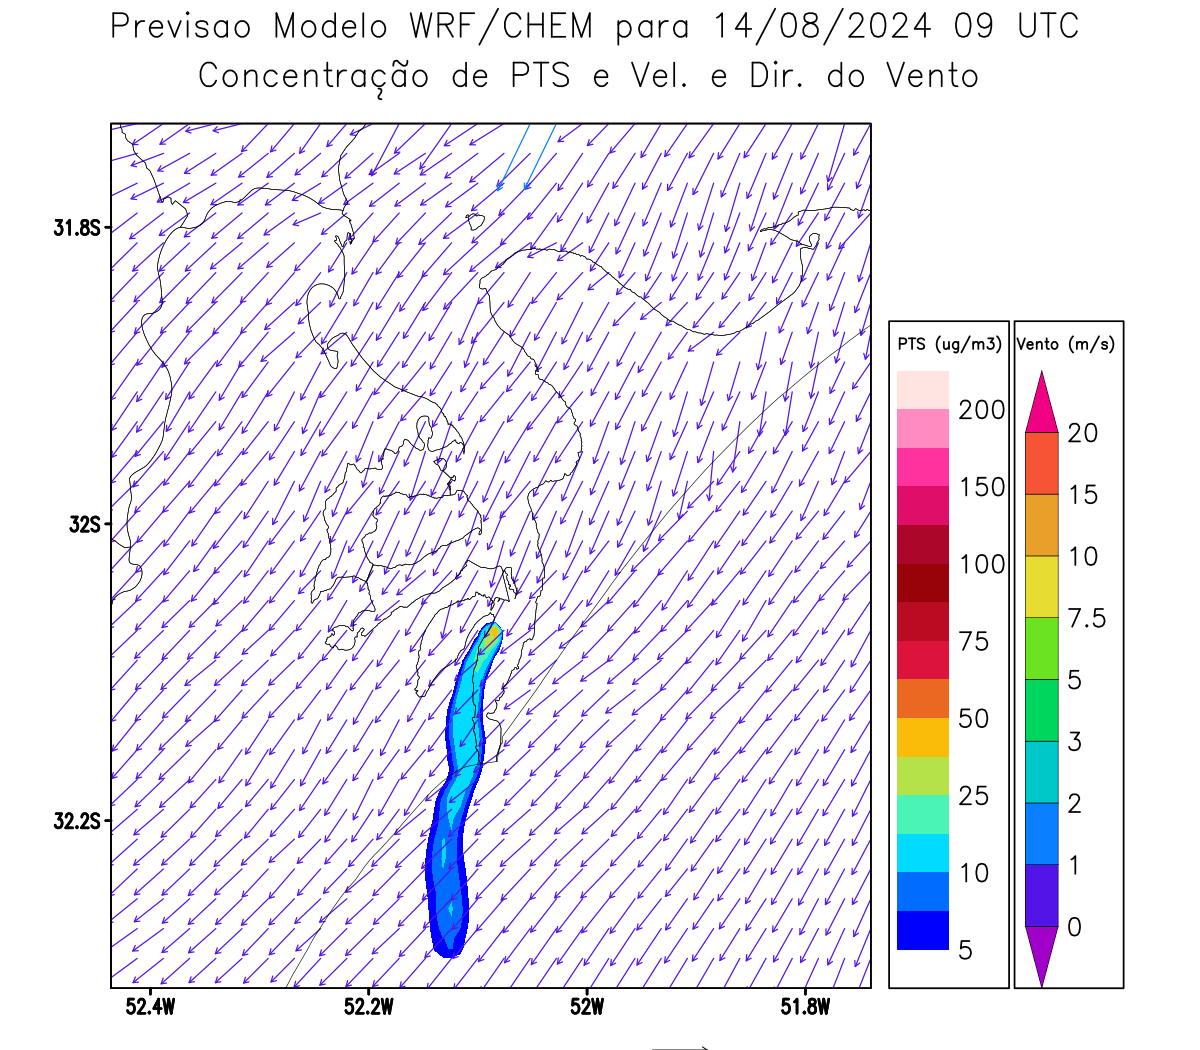 Previsao Modelo WRF/CHEM para 14/08/2024 09 UTC
Concentração de PTS e Vel. e Dir. do Vento
31.8S
32S
32.2S
52.4W
52.2W
52W
51.8W
PTS (ug/m3)
200
150
100
75
50
25
10
5
Vento (m/s)
20
15
10
7.5
5
3
2
1
0